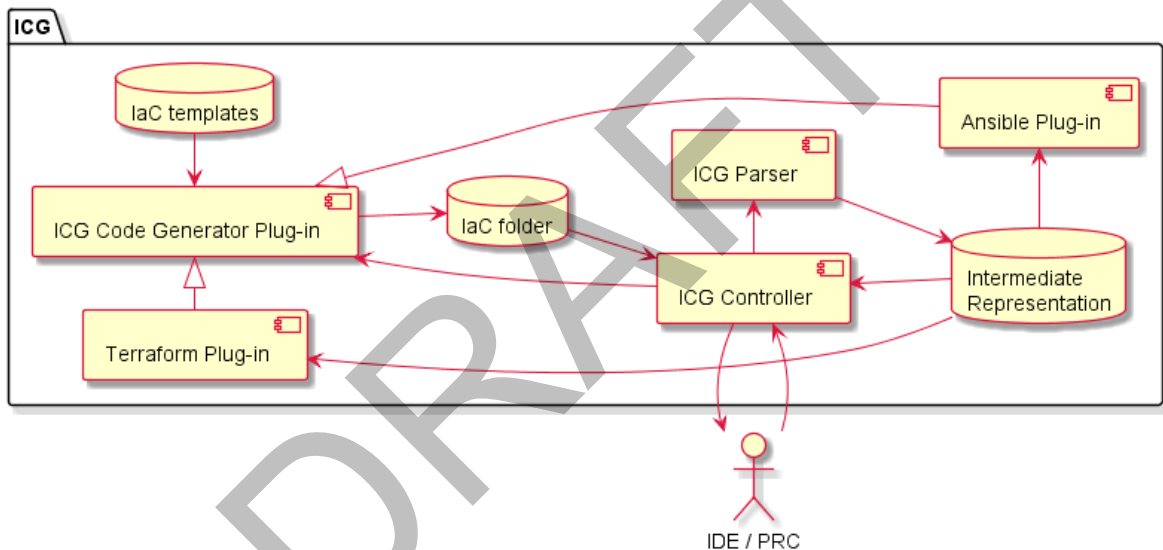 ICG
IaC templates
Ansible Plug-in
ICG Parser
ICG Code Generator Plug-in
IaC folder
Intermediate
Representation
ICG Controller
Terraform Plug-in
IDE / PRC
DRAFT